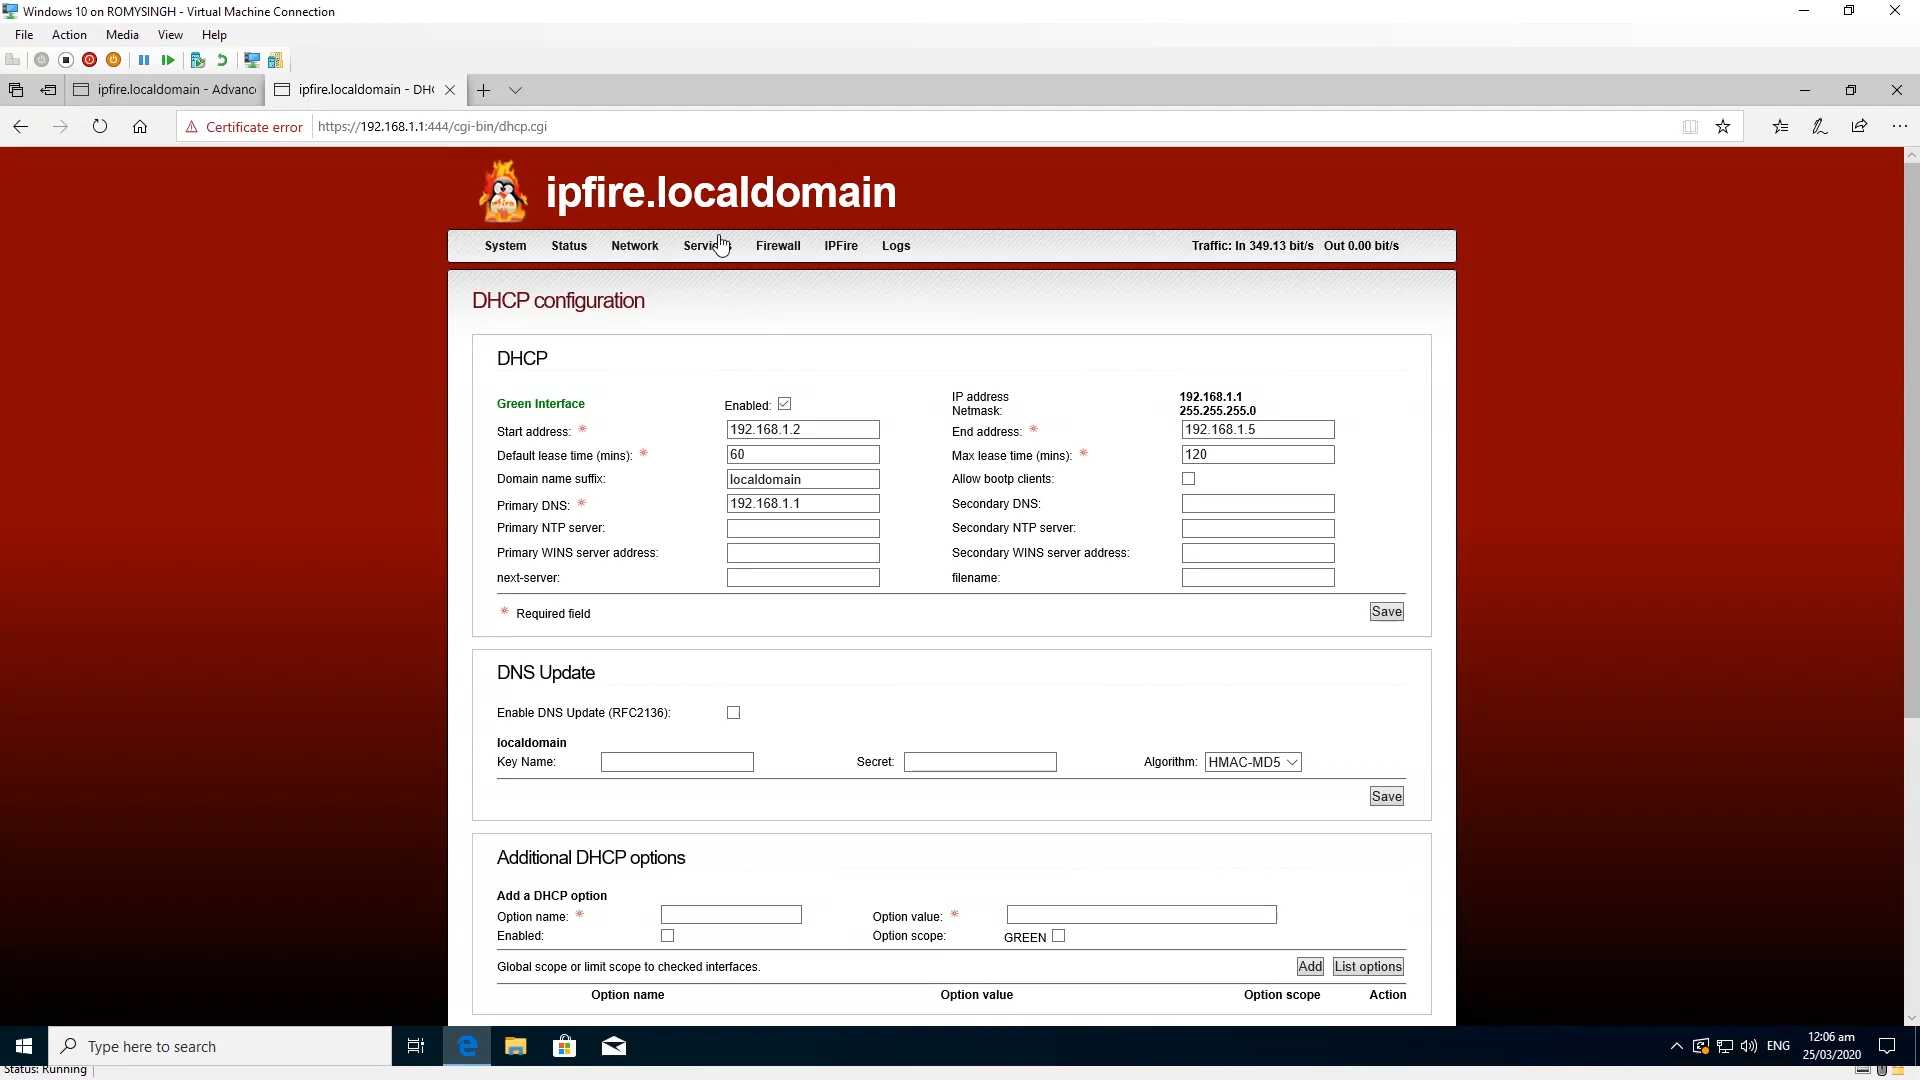 Windows 10 on ROMYSINGH - Virtual Machine Connection
File Action Media View Help
ipfire.localdomain - Advanc
ipfire.localdomain - DHC
Certificate error https://192.168.1.1:444/cgi-bin/dhcp.cgi
ipfire.localdomain
System Status Network Services Firewall IPFire Logs Traffic: In 349.13 bit/s Out 0.00 bit/s
DHCP configuration
DHCP
Green Interface Enabled: IP address 192.168.1.1
Netmask: 255.255.255.0
Start address: * 192.168.1.2 End address: * 192.168.1.5
Default lease time (mins): * 60 Max lease time (mins): * 120
Domain name suffix: localdomain Allow bootp clients:
Primary DNS: * 192.168.1.1 Secondary DNS:
Primary NTP server: Secondary NTP server:
Primary WINS server address: Secondary WINS server address:
next-server: filename:
* Required field Save
DNS Update
Enable DNS Update (RFC2136):
localdomain
Key Name: Secret: Algorithm: HMAC-MD5
Save
Additional DHCP options
Add a DHCP option
Option name: * Option value: *
Enabled: Option scope: GREEN
Global scope or limit scope to checked interfaces. Add List options
Option name Option value Option scope Action
Type here to search
ENG
12:06 am
25/03/2020
Status: Running